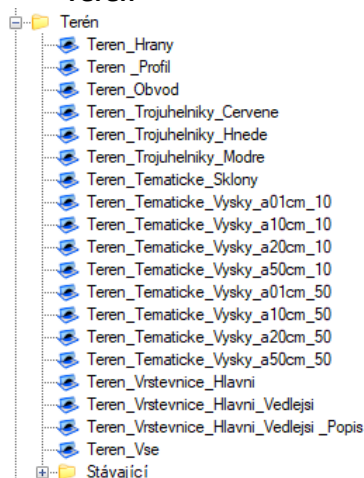 Terén
Terén
Teren_Hrany
Teren _Profil
Teren_Obvod
Teren_Trojuhelniky_Cervene
Teren_Trojuhelniky_Hnede
Teren_Trojuhelniky_Modre
Teren_Tematicke_Sklony
Teren_Tematicke_Vysky_a01cm_10
Teren_Tematicke_Vysky_a10cm_10
Teren_Tematicke_Vysky_a20cm_10
Teren_Tematicke_Vysky_a50cm_10
Teren_Tematicke_Vysky_a01cm_50
Teren_Tematicke_Vysky_a10cm_50
Teren_Tematicke_Vysky_a20cm_50
Teren_Tematicke_Vysky_a50cm_50
Teren_Vrstevnice_Hlavni
Teren_Vrstevnice_Hlavni_Vedlejsi
Teren_Vrstevnice_Hlavni_Vedlejsi _Popis
Teren_Vse
Stávající